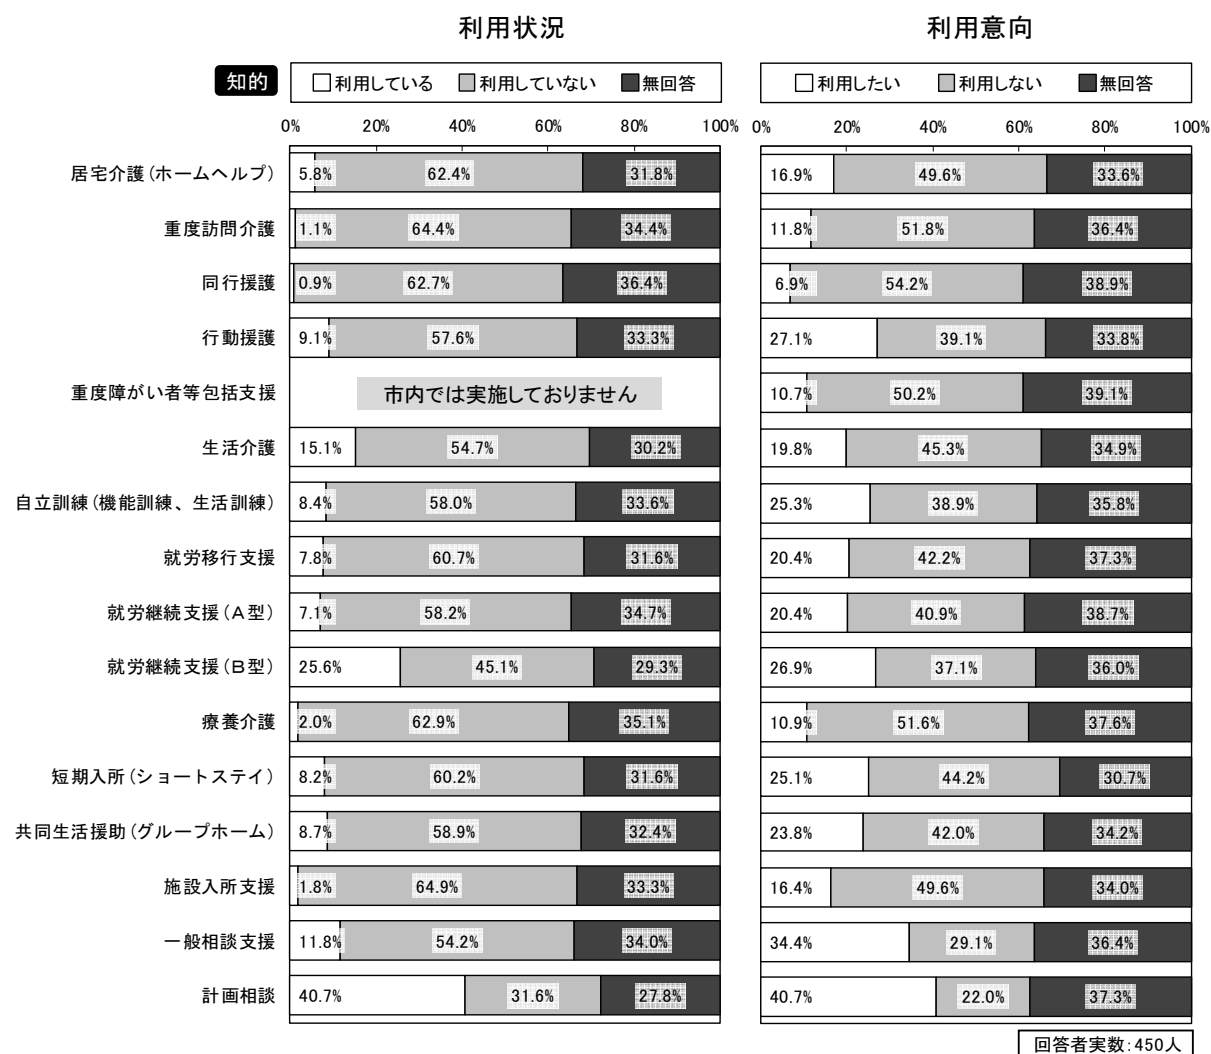 利用状況 利用意向
知的 利用している 利用していない 無回答 利用したい 利用しない 無回答
0% 20% 40% 60% 80% 100% 0% 20% 40% 60% 80% 100%
居宅介護(ホームヘルプ) 5.8% 62.4% 31.8% 16.9% 49.6% 33.6%
重度訪問介護 1.1% 64.4% 34.4% 11.8% 51.8% 36.4%
同行援護 0.9% 62.7% 36.4% 6.9% 54.2% 38.9%
行動援護 9.1% 57.6% 33.3% 27.1% 39.1% 33.8%
重度障がい者等包括支援 市内では実施しておりません 10.7% 50.2% 39.1%
生活介護 15.1% 54.7% 30.2% 19.8% 45.3% 34.9%
自立訓練(機能訓練、生活訓練) 8.4% 58.0% 33.6% 25.3% 38.9% 35.8%
就労移行支援 7.8% 60.7% 31.6% 20.4% 42.2% 37.3%
就労継続支援(A型) 7.1% 58.2% 34.7% 20.4% 40.9% 38.7%
就労継続支援(B型) 25.6% 45.1% 29.3% 26.9% 37.1% 36.0%
療養介護 2.0% 62.9% 35.1% 10.9% 51.6% 37.6%
短期入所(ショートステイ) 8.2% 60.2% 31.6% 25.1% 44.2% 30.7%
共同生活援助(グループホーム) 8.7% 58.9% 32.4% 23.8% 42.0% 34.2%
施設入所支援 1.8% 64.9% 33.3% 16.4% 49.6% 34.0%
一般相談支援 11.8% 54.2% 34.0% 34.4% 29.1% 36.4%
計画相談 40.7% 31.6% 27.8% 40.7% 22.0% 37.3%
回答者実数:450人